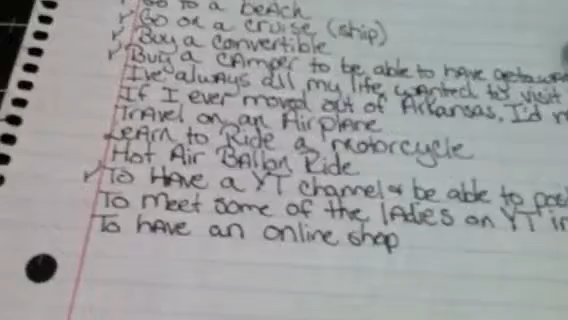 Go to a beach
✓ Go on a cruise (ship)
✓ Buy a convertible
✓ Buy a camper to be able to have
I've always all my life wanted to visit
If I ever moved out of Arkansas, I'd
Travel on an Airplane
Learn to Ride a motorcycle
Hot Air Ballon Ride
✓ To Have a YT channel & be able to
To meet some of the ladies on YT
To have an online shop